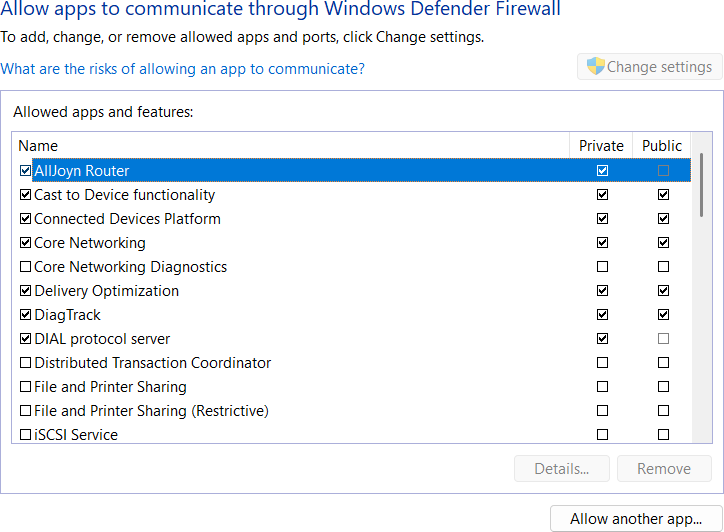 Allow apps to communicate through Windows Defender Firewall
To add, change, or remove allowed apps and ports, click Change settings.
What are the risks of allowing an app to communicate?
Change settings
Allowed apps and features:
Name Private Public
AllJoyn Router
Cast to Device functionality
Connected Devices Platform
Core Networking
Core Networking Diagnostics
Delivery Optimization
DiagTrack
DIAL protocol server
Distributed Transaction Coordinator
File and Printer Sharing
File and Printer Sharing (Restrictive)
iSCSI Service
Details... Remove
Allow another app...